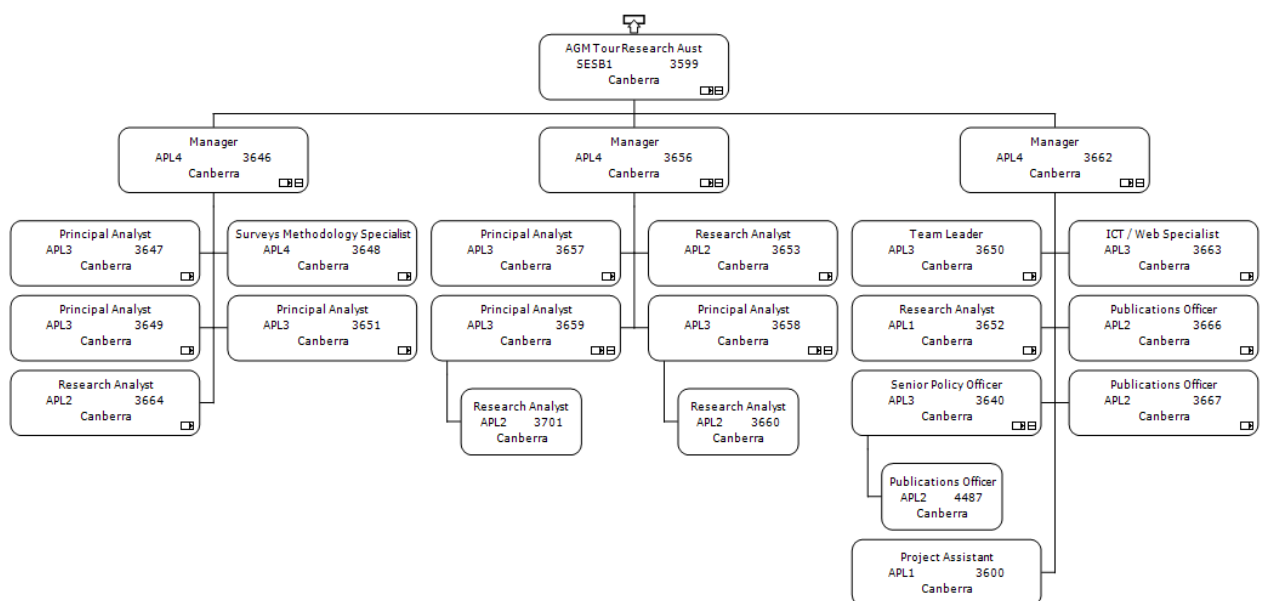 AGM TourResearch Aust
SESB1 3599
Canberra
Manager
APL4 3646
Canberra
Manager
APL4 3656
Canberra
Manager
APL4 3662
Canberra
Principal Analyst
APL3 3647
Canberra
Surveys Methodology Specialist
APL4 3648
Canberra
Principal Analyst
APL3 3657
Canberra
Research Analyst
APL2 3653
Canberra
Team Leader
APL3 3650
Canberra
ICT / Web Specialist
APL3 3663
Canberra
Principal Analyst
APL3 3649
Canberra
Principal Analyst
APL3 3651
Canberra
Principal Analyst
APL3 3659
Canberra
Principal Analyst
APL3 3658
Canberra
Research Analyst
APL1 3652
Canberra
Publications Officer
APL2 3666
Canberra
Research Analyst
APL2 3664
Canberra
Research Analyst
APL2 3701
Canberra
Research Analyst
APL2 3660
Canberra
Senior Policy Officer
APL3 3640
Canberra
Publications Officer
APL2 3667
Canberra
Publications Officer
APL2 4487
Canberra
Project Assistant
APL1 3600
Canberra